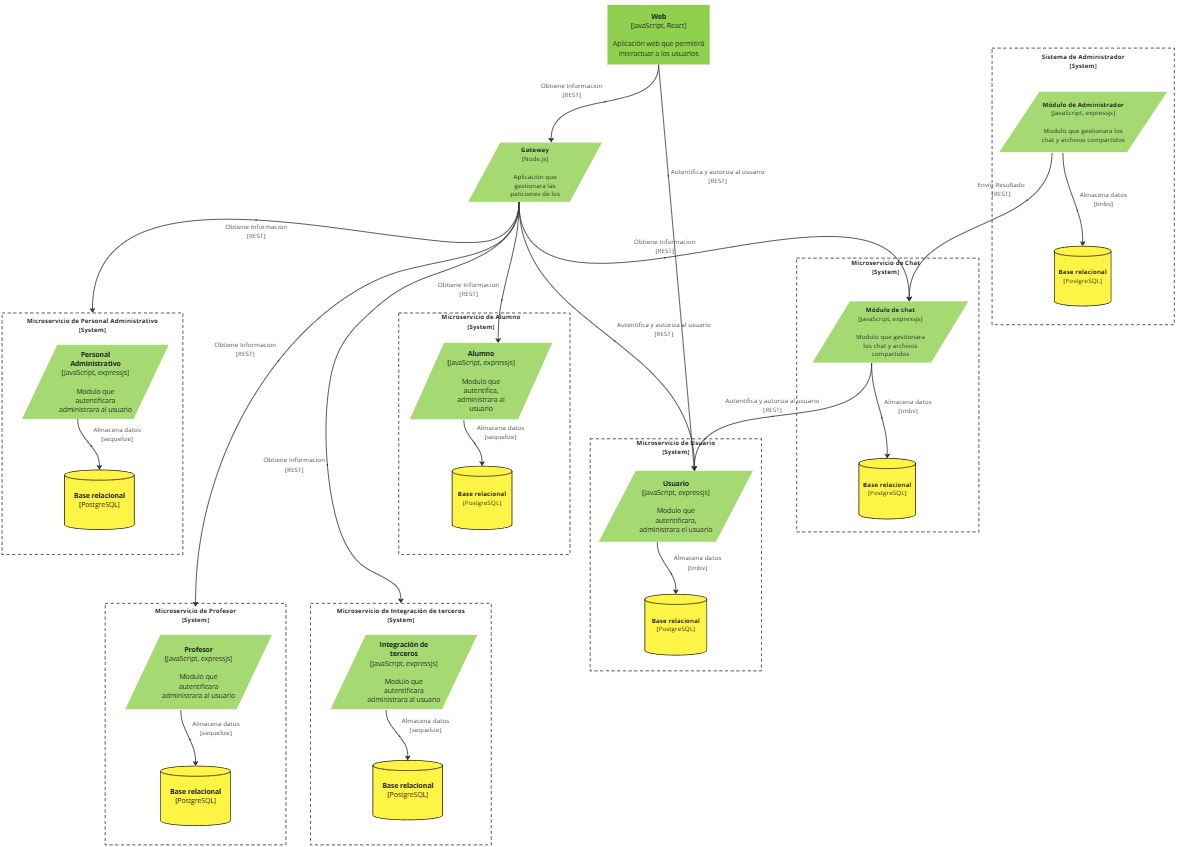 Web
[JavaScript, React]
Aplicación web que permitirá
interactuar a los usuarios
Obtiene Informacion
[REST]
Autentifica y autoriza al usuario
[REST]
Gateway
[Node.js]
Aplicación que
gestionara las
peticiones de los
Sistema de Administrador
[System]
Módulo de Administrador
[JavaScript, expressjs]
Modulo que gestionara los
chat y archivos compartidos
Envío Resultado
[REST]
Almacena datos
[tmbv]
Base relacional
[PostgreSQL]
Obtiene Informacion
[REST]
Obtiene Informacion
[REST]
Obtiene Informacion
[REST]
Autentifica y autoriza al usuario
[REST]
Obtiene Informacion
[REST]
Obtiene Informacion
[REST]
Microservicio de Chat
[System]
Módulo de chat
[JavaScript, expressjs]
Modulo que gestionara
los chat y archivos
compartidos
Autentifica y autoriza al usuario
[REST]
Almacena datos
[tmbv]
Base relacional
[PostgreSQL]
Microservicio de Personal Administrativo
[System]
Personal
Administrativo
[JavaScript, expressjs]
Modulo que
autentificara
administrara al usuario
Almacena datos
[sequelize]
Base relacional
[PostgreSQL]
Microservicio de Alumno
[System]
Alumno
[JavaScript, expressjs]
Modulo que
autentifica,
administrara al
usuario
Almacena datos
[sequelize]
Base relacional
[PostgreSQL]
Microservicio de Usuario
[System]
Usuario
[JavaScript, expressjs]
Modulo que
autentificara,
administrara el usuario
Almacena datos
[tmbv]
Base relacional
[PostgreSQL]
Microservicio de Profesor
[System]
Profesor
[JavaScript, expressjs]
Modulo que
autentificara
administrara al usuario
Almacena datos
[sequelize]
Base relacional
[PostgreSQL]
Microservicio de Integración de terceros
[System]
Integración de
terceros
[JavaScript, expressjs]
Modulo que
autentificara
administrara al usuario
Almacena datos
[sequelize]
Base relacional
[PostgreSQL]